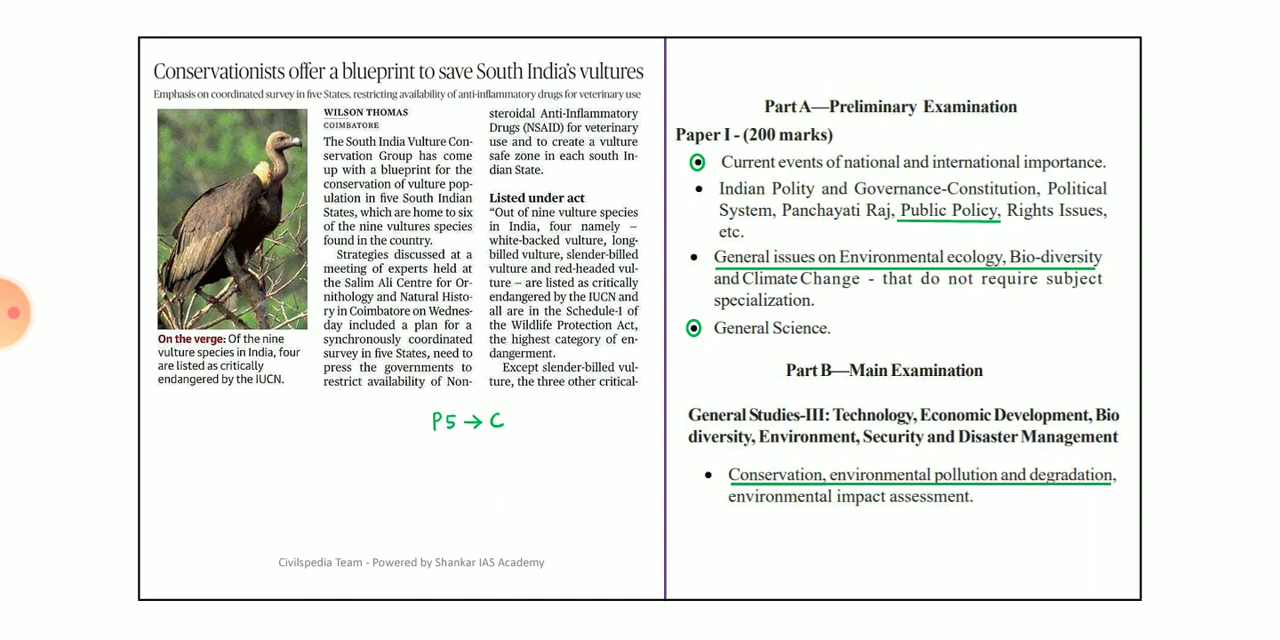 Conservationists offer a blueprint to save South India's vultures
Emphasis on coordinated survey in five States, restricting availability of anti-inflammatory drugs for veterinary use
On the verge: Of the nine
vulture species in India, four
are listed as critically
endangered by the IUCN.
WILSON THOMAS
COIMBATORE
The South India Vulture Con-
servation Group has come
up with a blueprint for the
conservation of vulture pop-
ulation in five South Indian
States, which are home to six
of the nine vultures species
found in the country.
Strategies discussed at a
meeting of experts held at
the Salim Ali Centre for Or-
nithology and Natural Histo-
ry in Coimbatore on Wednes-
day included a plan for a
synchronously coordinated
survey in five States, need to
press the governments to
restrict availability of Non-
steroidal Anti-Inflammatory
Drugs (NSAID) for veterinary
use and to create a vulture
safe zone in each south In-
dian State.
Listed under act
“Out of nine vulture species
in India, four namely –
white-backed vulture, long-
billed vulture, slender-billed
vulture and red-headed vul-
ture – are listed as critically
endangered by the IUCN and
all are in the Schedule-1 of
the Wildlife Protection Act,
the highest category of en-
dangerment.
Except slender-billed vul-
ture, the three other critical-
P5 → C
Civilspedia Team - Powered by Shankar IAS Academy
Part A—Preliminary Examination
Paper I - (200 marks)
• Current events of national and international importance.
• Indian Polity and Governance-Constitution, Political
System, Panchayati Raj, Public Policy, Rights Issues,
etc.
• General issues on Environmental ecology, Bio-diversity
and Climate Change - that do not require subject
specialization.
• General Science.
Part B—Main Examination
General Studies-III: Technology, Economic Development, Bio
diversity, Environment, Security and Disaster Management
• Conservation, environmental pollution and degradation,
environmental impact assessment.